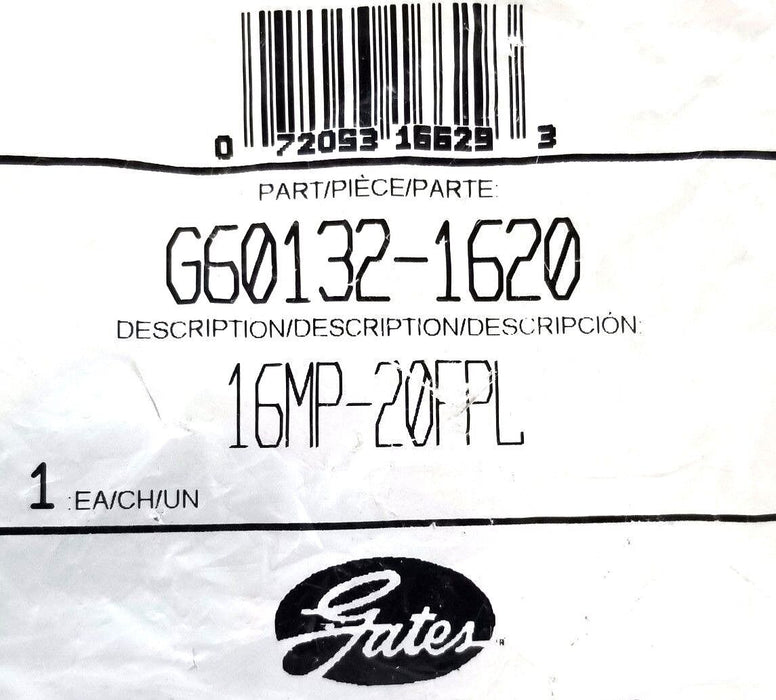 0 72053 16629 3
PART/PIÈCE/PARTE:
G60132-1620
DESCRIPTION/DESCRIPTION/DESCRIPCIÓN:
16MP-20FPL
1 :EA/CH/UN
Gates®